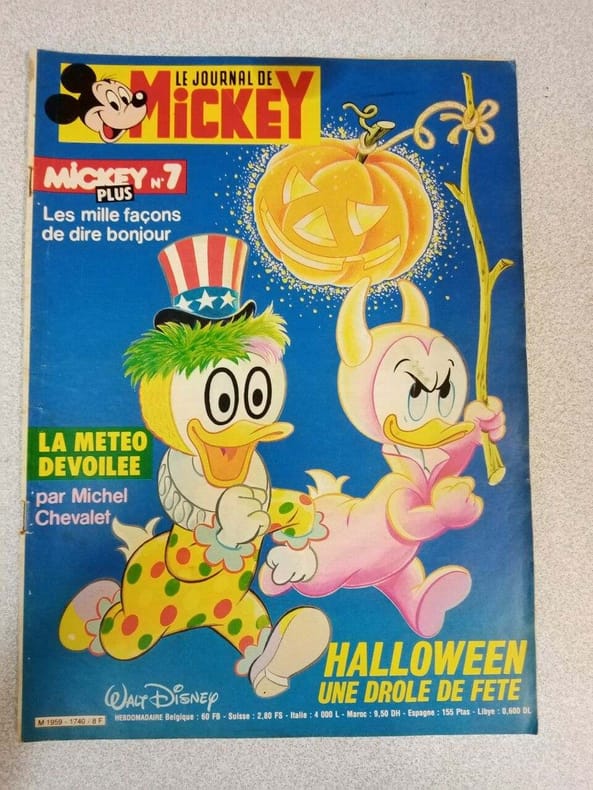 LE JOURNAL DE
MiCKEY
MiCKEY N°7
PLUS
Les mille façons
de dire bonjour
LA METEO
DEVOILEE
par Michel
Chevalet
HALLOWEEN
UNE DROLE DE FETE
WALT DISNEY
HEBDOMADAIRE Belgique : 60 FB - Suisse : 2,80 FS - Italie : 4 000 L - Maroc : 9,50 DH - Espagne : 155 Ptas - Libye : 0,600 DL
M 1959 - 1740 - 8 F